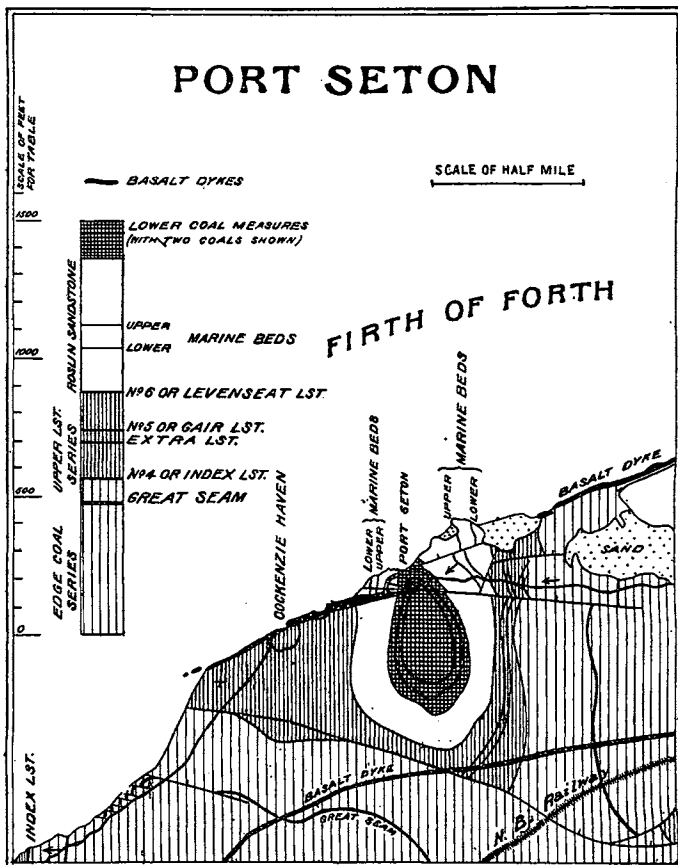 PORT SETON
SCALE OF FEET
FOR TABLE
BASALT DYKES
SCALE OF HALF MILE
1500
LOWER COAL MEASURES
(WITH TWO COALS SHOWN)
FIRTH OF FORTH
ROSLIN SANDSTONE
UPPER
MARINE BEDS
LOWER
1000
Nº6 OR LEVENSEAT LST.
UPPER LST.
SERIES
Nº5 OR GAIR LST.
EXTRA LST.
Nº4 OR INDEX LST.
500
GREAT SEAM
EDGE COAL
SERIES
0
COCKENZIE HAVEN
LOWER
UPPER
MARINE BEDS
PORT SETON
UPPER
LOWER
MARINE BEDS
BASALT DYKE
SAND
INDEX LST.
BASALT DYKE
GREAT SEAM
N. B. Railway